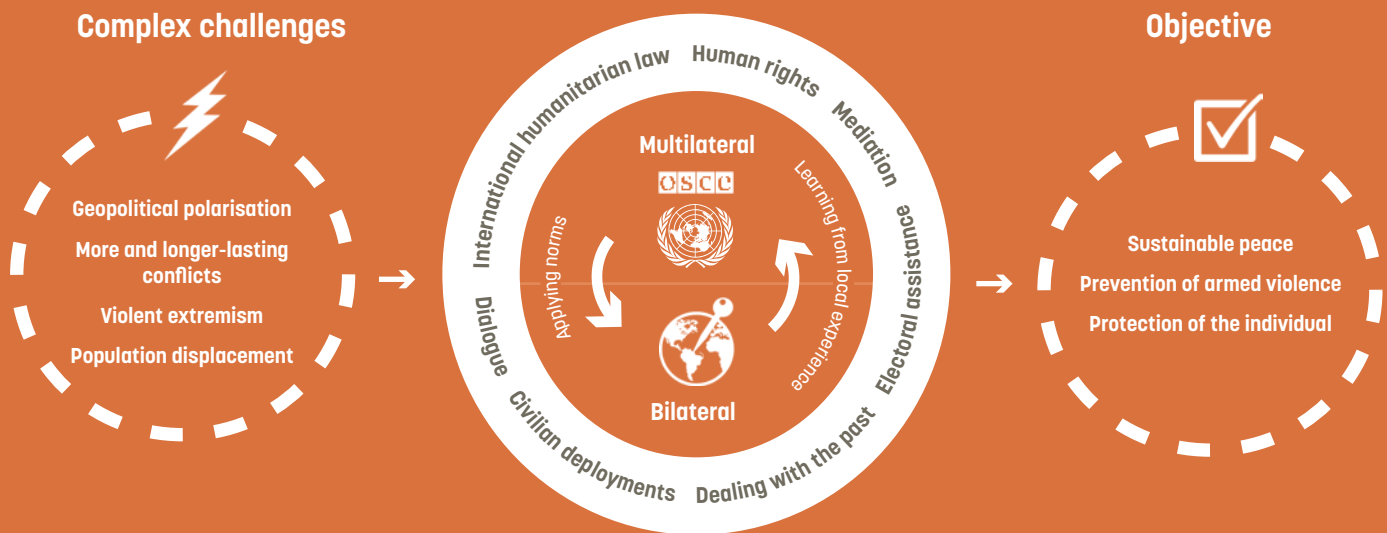 Complex challenges
Geopolitical polarisation
More and longer-lasting
conflicts
Violent extremism
Population displacement
International humanitarian law
Human rights
Mediation
Electoral assistance
Dealing with the past
Civilian deployments
Dialogue
Multilateral
OSCE
Applying norms
Learning from local experience
Bilateral
Objective
Sustainable peace
Prevention of armed violence
Protection of the individual